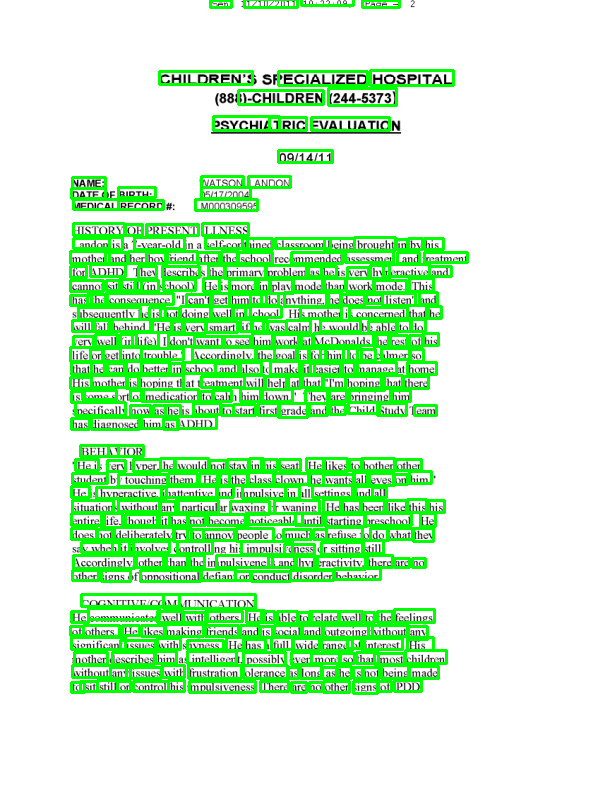 Page - 2
CHILDREN'S SPECIALIZED HOSPITAL
(888)-CHILDREN (244-5373)
PSYCHIATRIC EVALUATION
09/14/11
NAME: WATSON, LANDON
DATE OF BIRTH: 05/17/2004
MEDICAL RECORD #: M000309595
HISTORY OF PRESENT ILLNESS
Landon is a 7-year-old in a self-contained classroom being brought in by his
mother and her boyfriend after the school recommended assessment and treatment
for ADHD. They describes the primary problem as he is very hyperactive and
cannot sit still (in school). He is more in play mode than work mode. This
has the consequence, "I can't get him to do anything, he does not listen" and
subsequently he is not doing well in school. His mother is concerned that he
will fall behind. "He is very smart, if he was calm he would be able to do
very well (in life). I don't want to see him work at McDonalds the rest of his
life or get into trouble." Accordingly, the goal is for him to be calmer so
that he can do better in school and also to make it easier to manage at home.
His mother is hoping that treatment will help at that "I'm hoping that there
is some sort of medication to calm him down." They are bringing him
specifically now as he is about to start first grade and the Child Study Team
has diagnosed him as ADHD.
BEHAVIOR
"He is very hyper, he would not stay in his seat. He likes to bother other
student by touching them. He is the class clown, he wants all eyes on him."
He is hyperactive, inattentive and impulsive in all settings and all
situation, without any particular waxing or waning. He has been like this his
entire life, though it has not become noticeable until starting preschool. He
does not deliberately try to annoy people so much as refuse to do what they
say when it involves controlling his impulsiveness or sitting still.
Accordingly, other than the impulsiveness and hyperactivity, there are no
other signs of oppositional defiant or conduct disorder behavior.
COGNITIVE/COMMUNICATION
He communicates well with others. He is able to relate well to the feelings
of others. He likes making friends and is social and outgoing without any
significant issues with shyness. He has a full, wide range of interest. His
mother describes him as intelligent, possibly even more so than most children
without any issues with frustration tolerance as long as he is not being made
to sit still or control his impulsiveness. There are no other signs of PDD